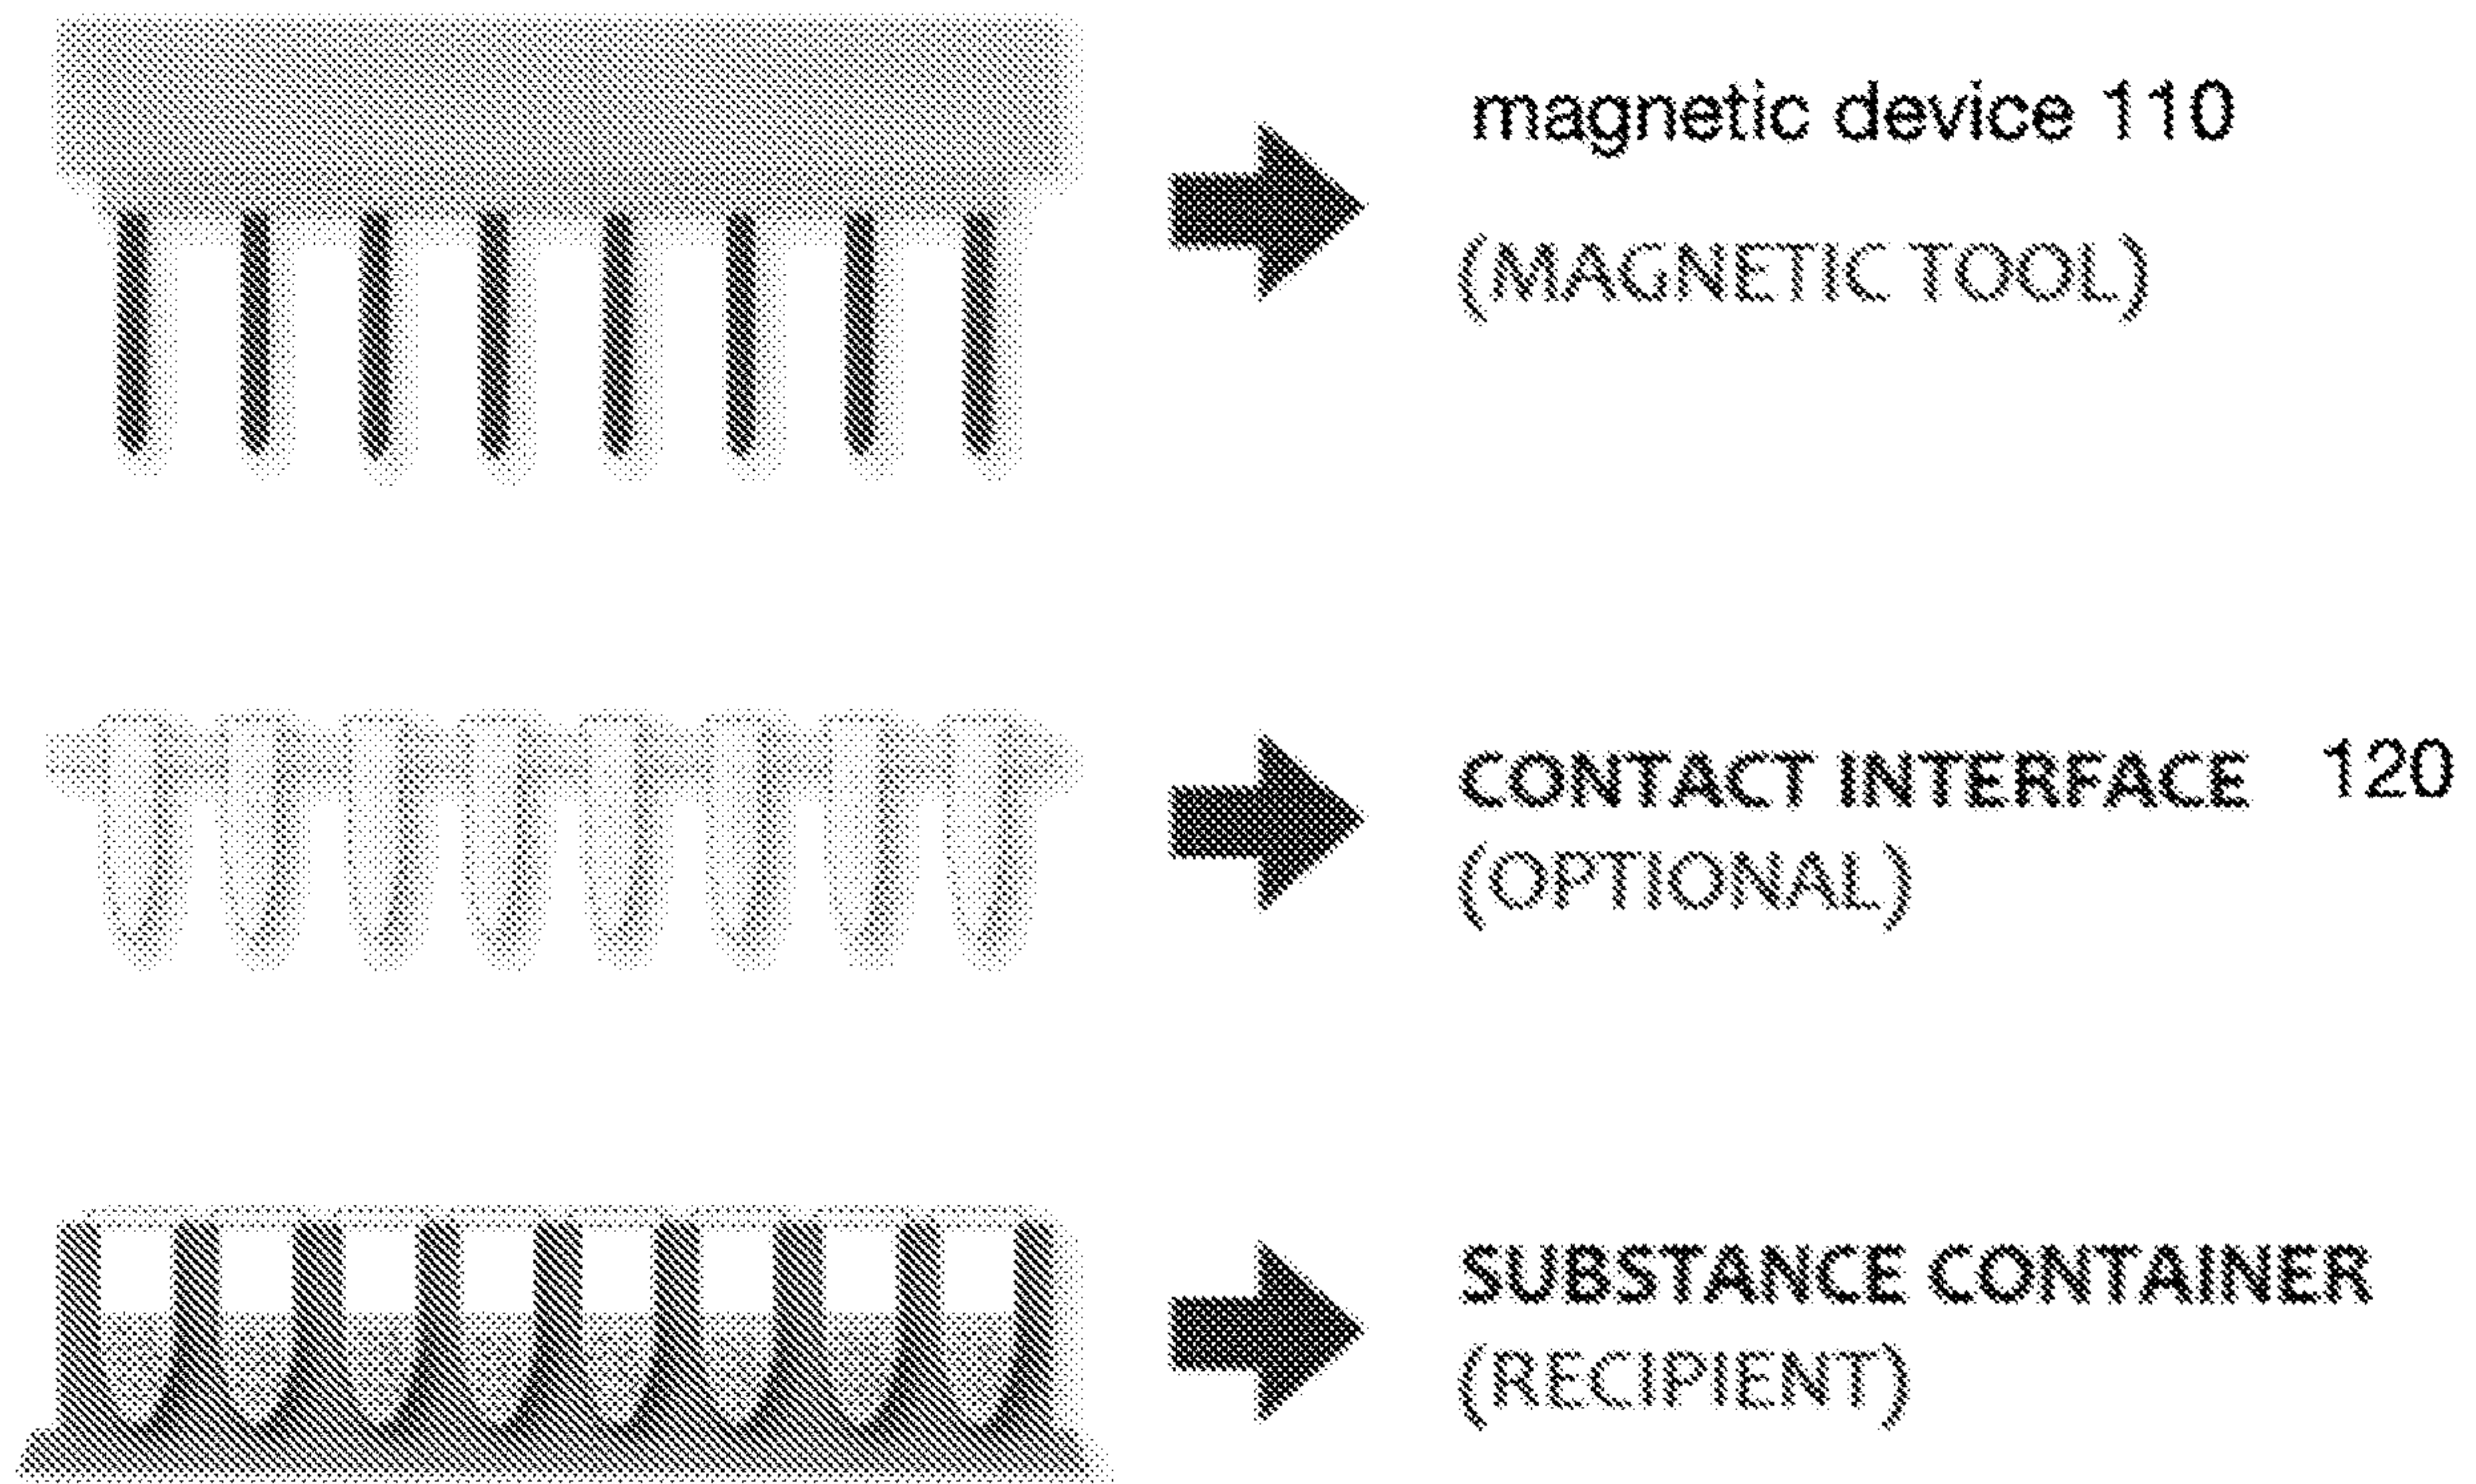 magnetic device 110
(MAGNETIC TOOL)
CONTACT INTERFACE 120
(OPTIONAL)
SUBSTANCE CONTAINER
(RECIPIENT)